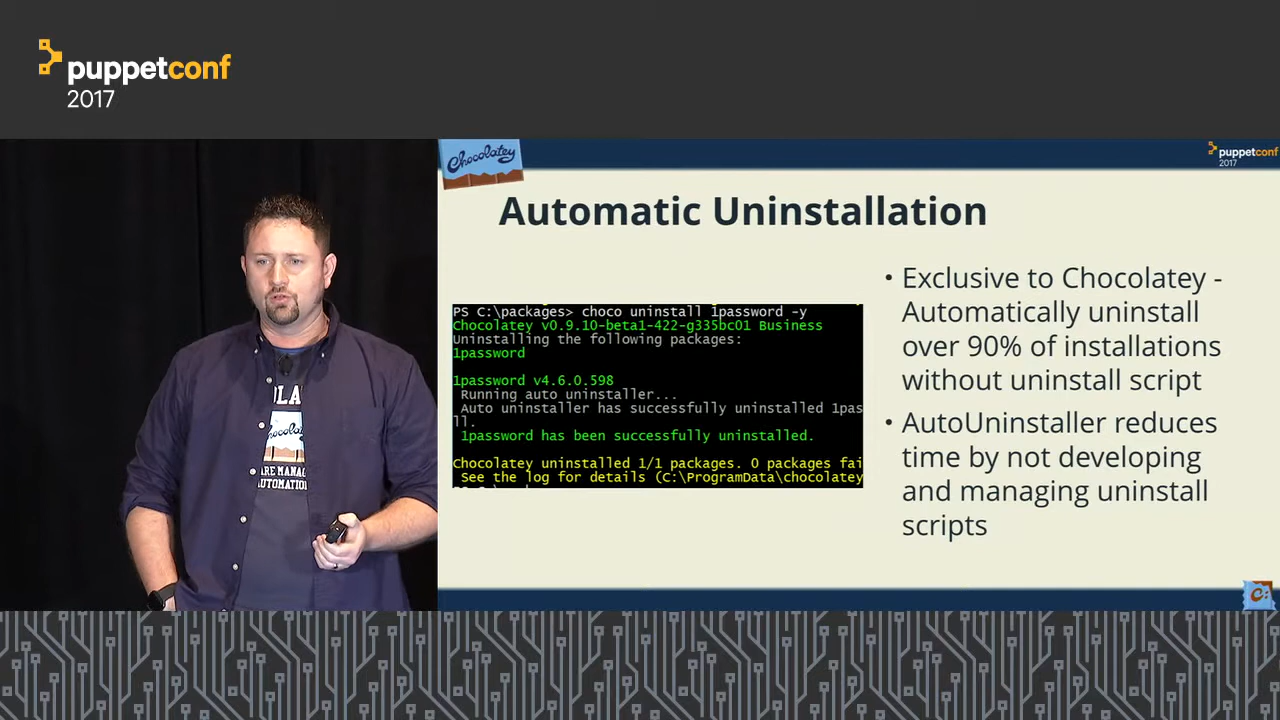 puppetconf
2017
Chocolatey
puppetconf
2017
Automatic Uninstallation
PS C:\packages> choco uninstall 1password -y
Chocolatey v0.9.10-beta1-422-g335bc01 Business
Uninstalling the following packages:
1password
1password v4.6.0.598
Running auto uninstaller...
Auto uninstaller has successfully uninstalled 1pas
ll.
1password has been successfully uninstalled.
Chocolatey uninstalled 1/1 packages. 0 packages fai
See the log for details (C:\ProgramData\chocolatey
• Exclusive to Chocolatey -
Automatically uninstall
over 90% of installations
without uninstall script
• AutoUninstaller reduces
time by not developing
and managing uninstall
scripts